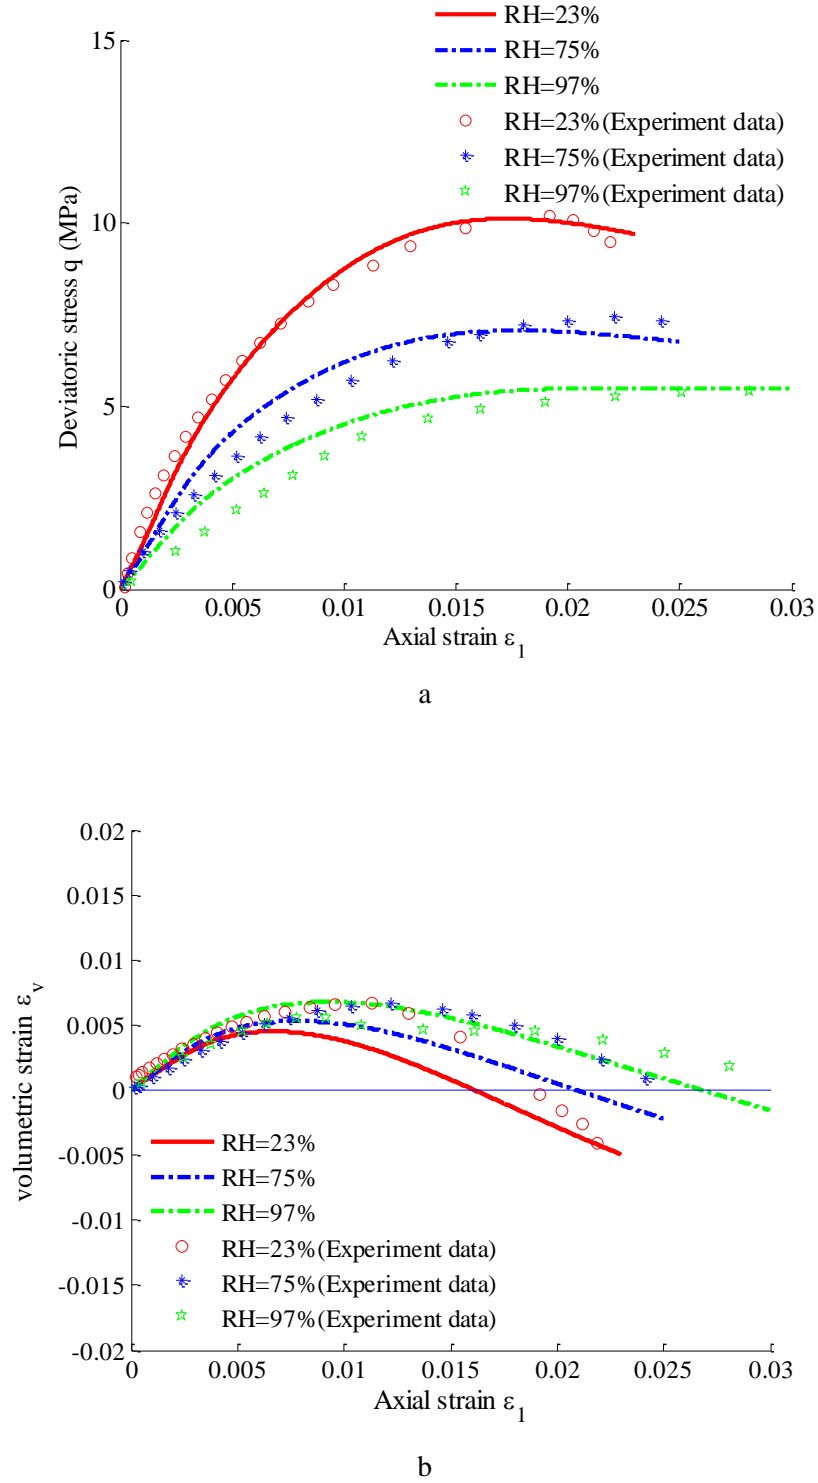 RH=23%
RH=75%
RH=97%
RH=23%(Experiment data)
RH=75%(Experiment data)
RH=97%(Experiment data)
15
10
5
0
Deviatoric stress q (MPa)
0 0.005 0.01 0.015 0.02 0.025 0.03
Axial strain ε1
a
0.02
0.015
0.01
0.005
0
-0.005
-0.01
-0.015
-0.02
volumetric strain εv
RH=23%
RH=75%
RH=97%
RH=23%(Experiment data)
RH=75%(Experiment data)
RH=97%(Experiment data)
0 0.005 0.01 0.015 0.02 0.025 0.03
Axial strain ε1
b